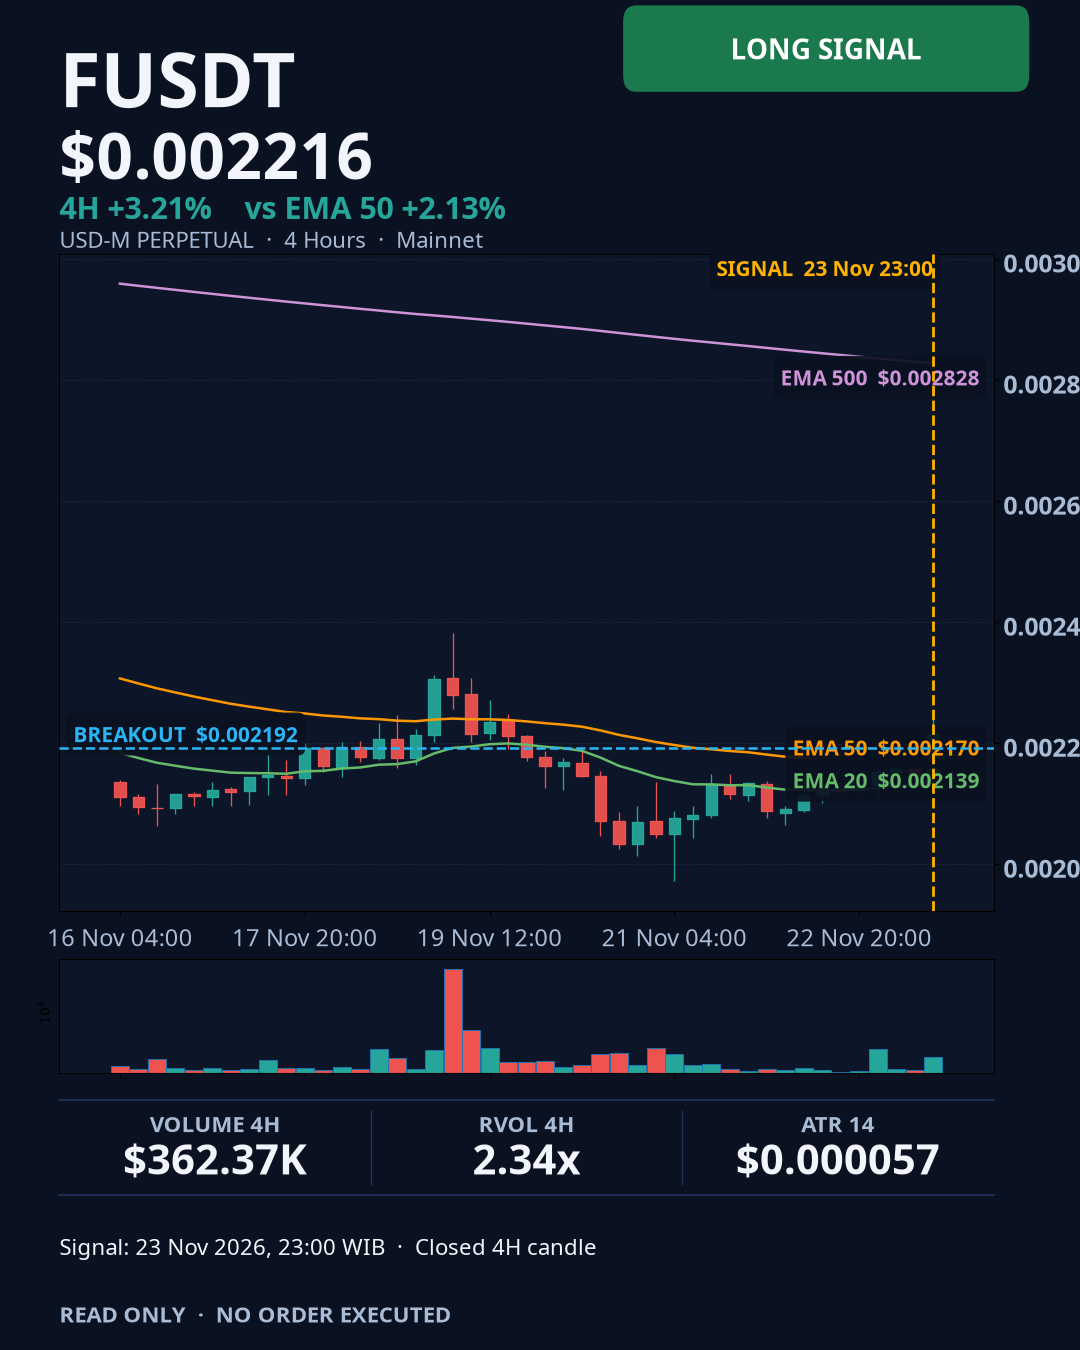 LONG SIGNAL
FUSDT
$0.002216
4H +3.21% vs EMA 50 +2.13%
USD-M PERPETUAL · 4 Hours · Mainnet
SIGNAL 23 Nov 23:00
0.0030
EMA 500 $0.002828
0.0028
0.0026
0.0024
BREAKOUT $0.002192
EMA 50 $0.002170
0.0022
EMA 20 $0.002139
0.0020
16 Nov 04:00 17 Nov 20:00 19 Nov 12:00 21 Nov 04:00 22 Nov 20:00
10⁶
VOLUME 4H RVOL 4H ATR 14
$362.37K 2.34x $0.000057
Signal: 23 Nov 2026, 23:00 WIB · Closed 4H candle
READ ONLY · NO ORDER EXECUTED